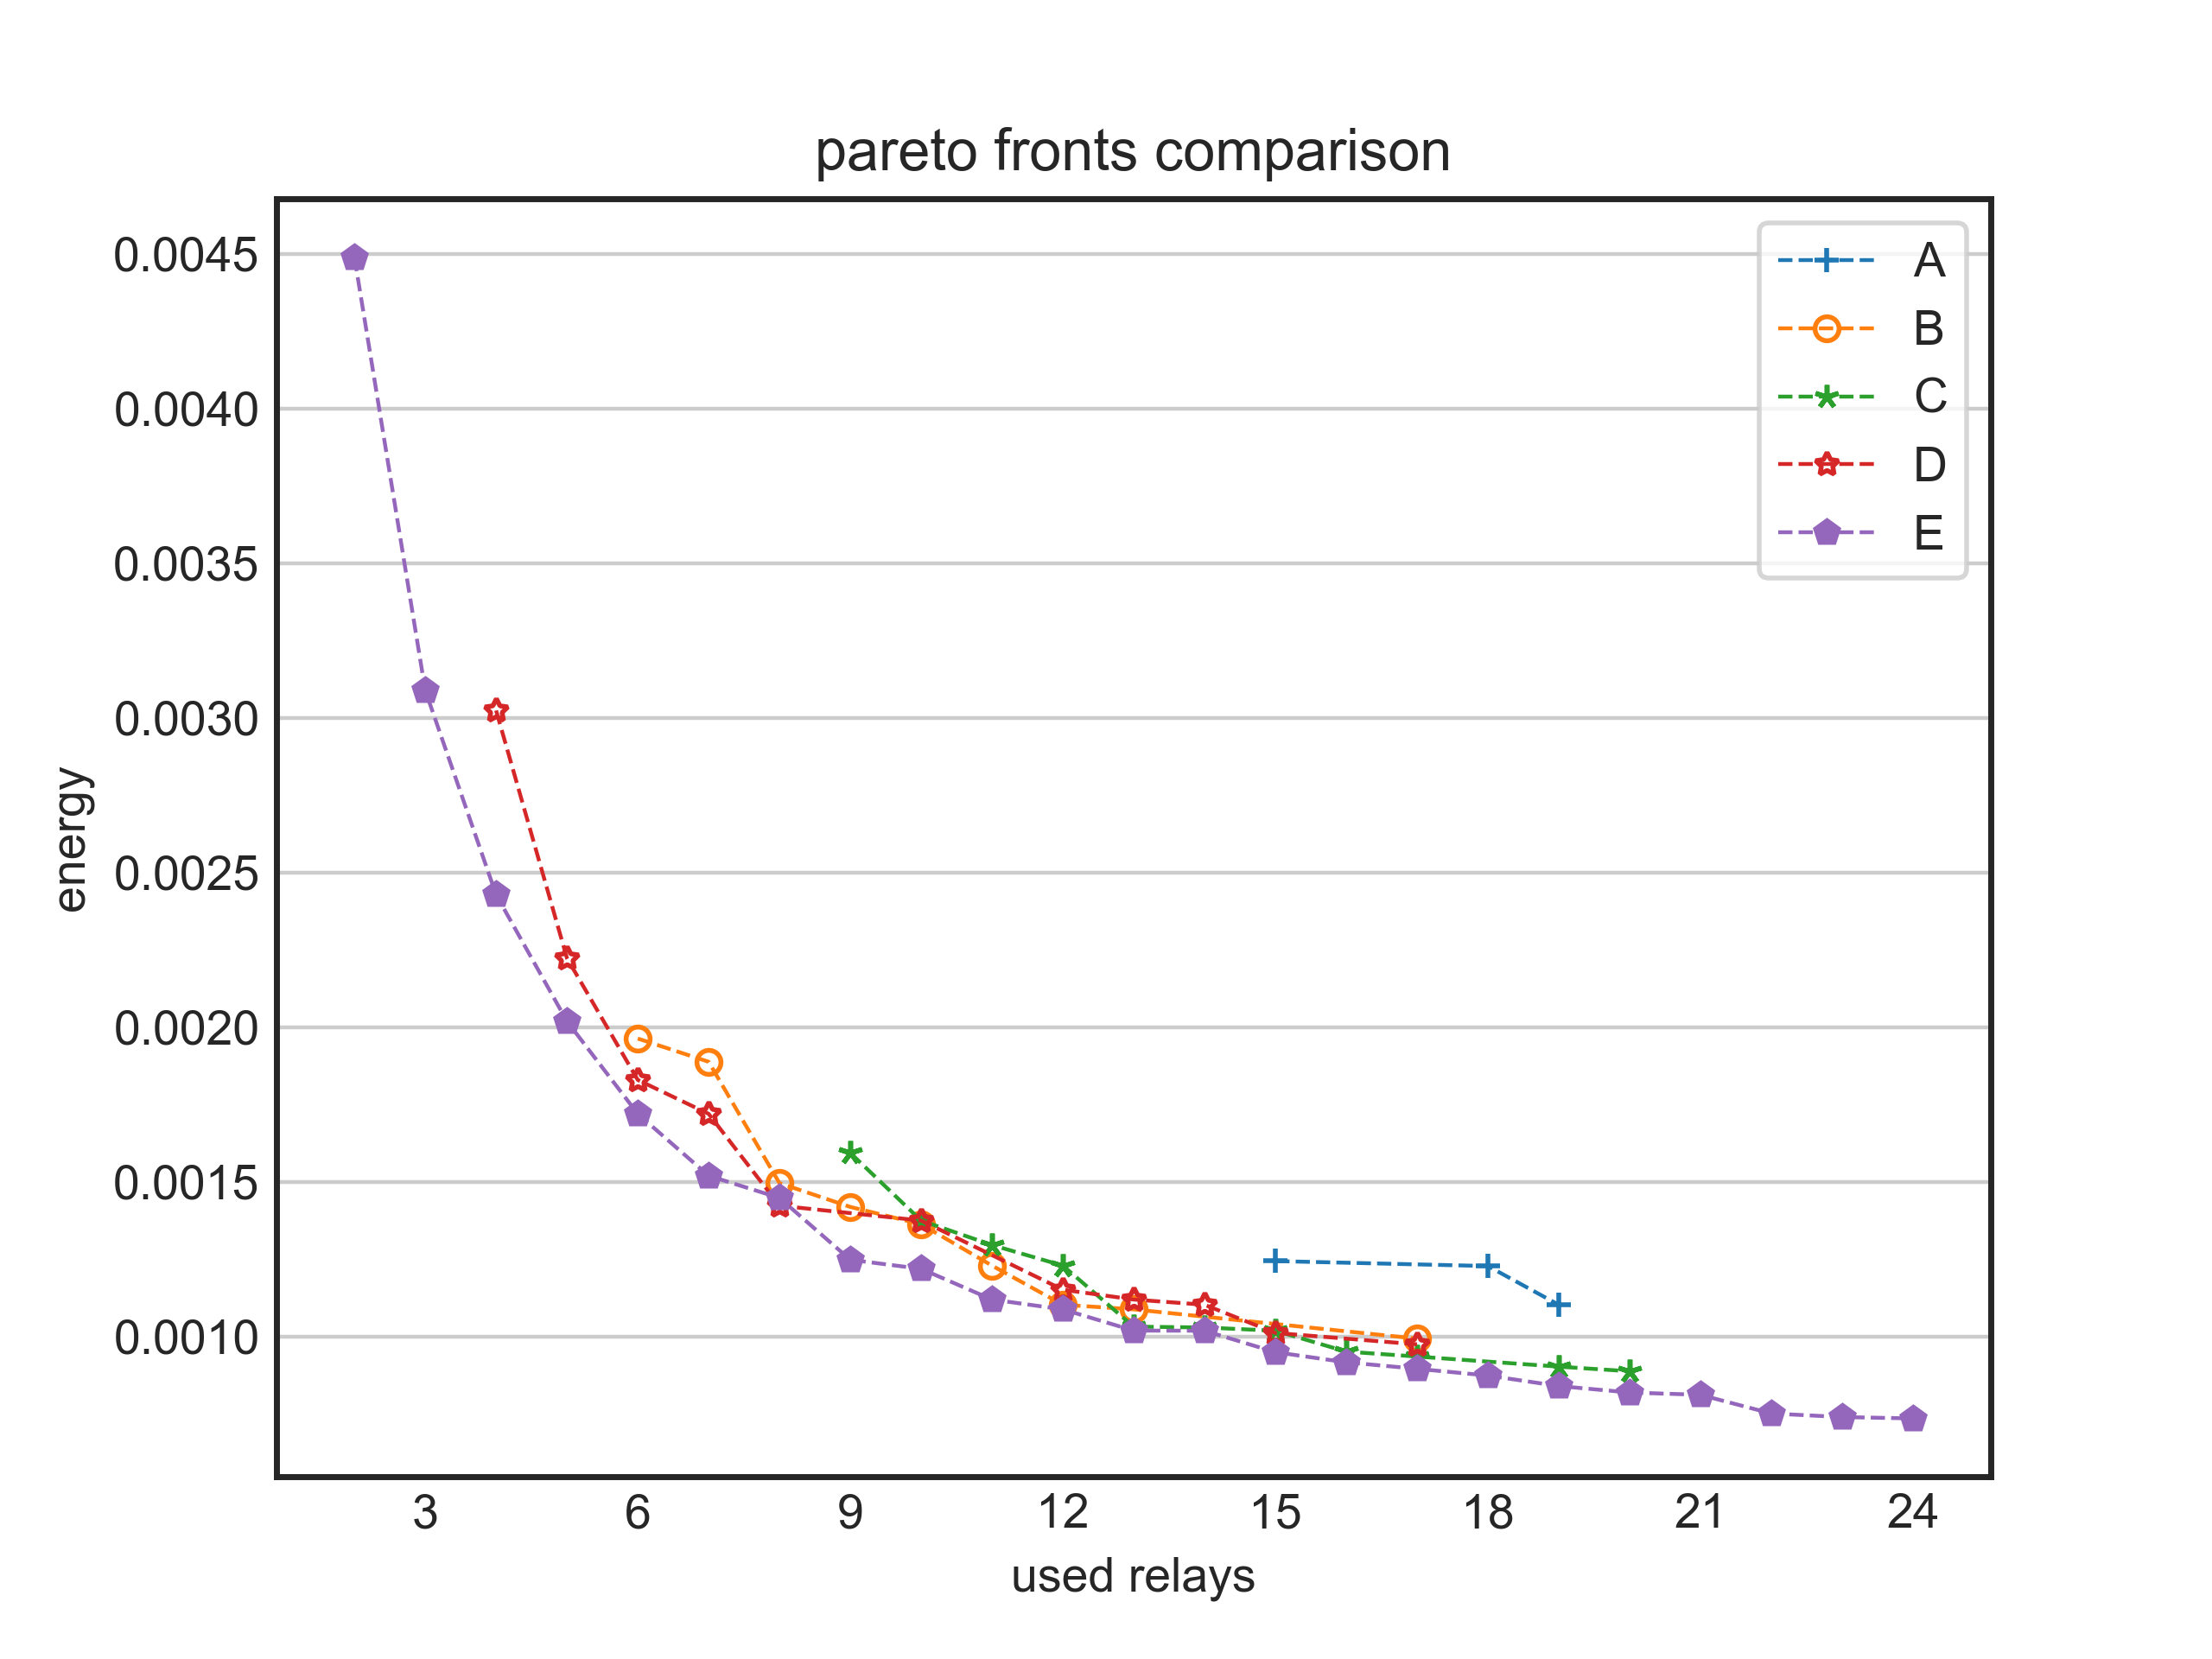 pareto fronts comparison
0.0045
0.0040
0.0035
0.0030
0.0025
0.0020
0.0015
0.0010
energy
A
B
C
D
E
3 6 9 12 15 18 21 24
used relays